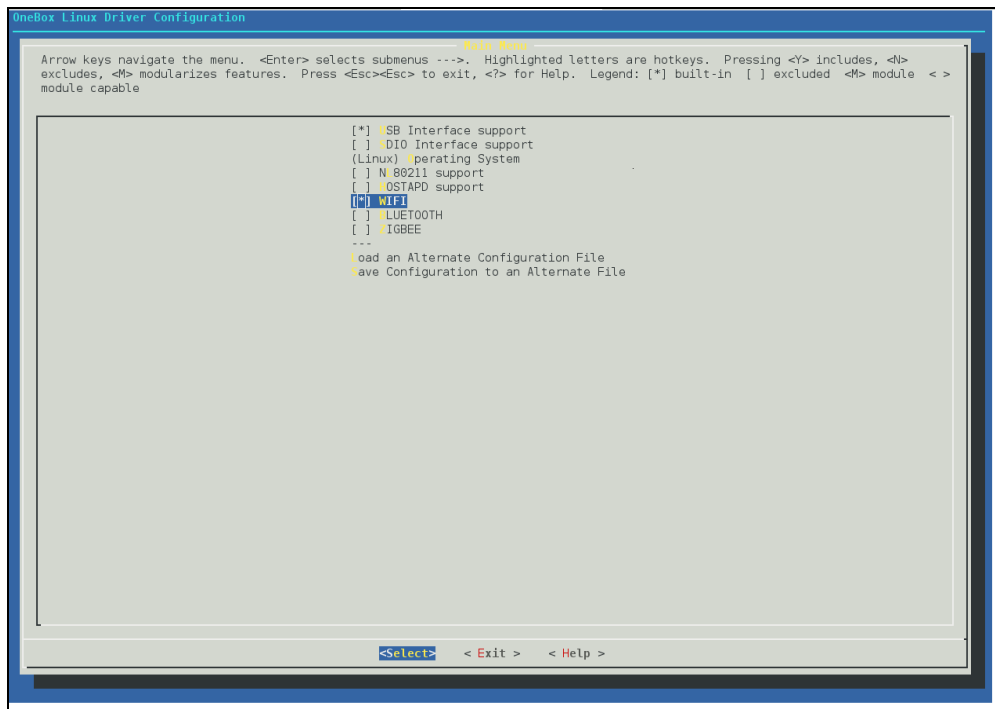 OneBox Linux Driver Configuration
Main Menu
Arrow keys navigate the menu. <Enter> selects submenus --->. Highlighted letters are hotkeys. Pressing <Y> includes, <N>
excludes, <M> modularizes features. Press <Esc><Esc> to exit, <?> for Help. Legend: [*] built-in [ ] excluded <M> module < >
module capable
[*] USB Interface support
[ ] SDIO Interface support
(Linux) Operating System
[ ] NL80211 support
[ ] HOSTAPD support
[*] WIFI
[ ] BLUETOOTH
[ ] ZIGBEE
---
Load an Alternate Configuration File
Save Configuration to an Alternate File
<Select> < Exit > < Help >